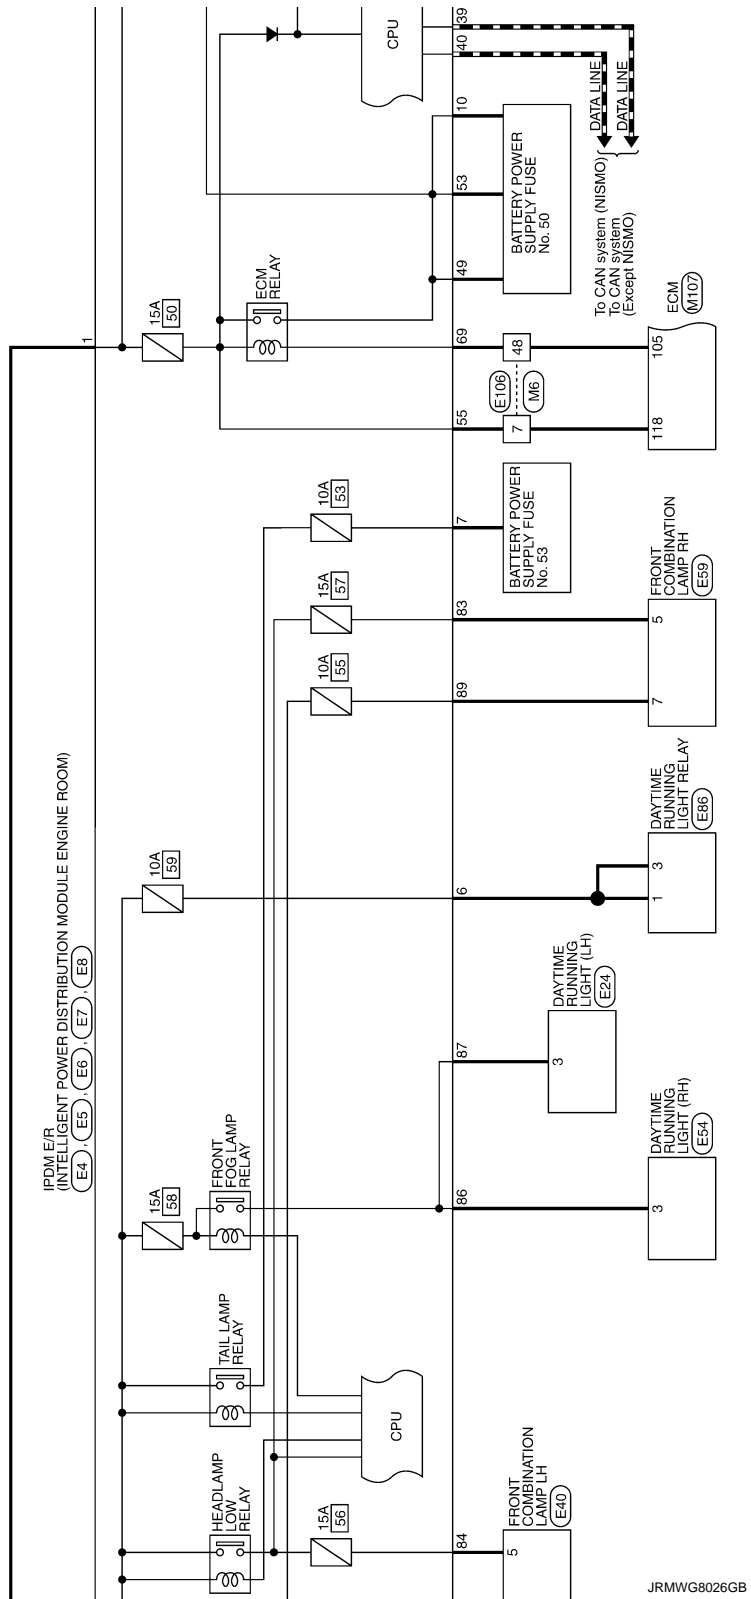 IPDM E/R
(INTELLIGENT POWER DISTRIBUTION MODULE ENGINE ROOM)
E4 , E5 , E6 , E7 , E8
1
HEADLAMP
LOW
RELAY
TAIL LAMP
RELAY
15A
58
FRONT
FOG LAMP
RELAY
10A
59
15A
50
ECM
RELAY
15A
56
10A
55
15A
57
10A
53
CPU
CPU
84
86
87
6
89
83
7
55
69
49
53
10
40
39
5
FRONT
COMBINATION
LAMP LH
E40
3
DAYTIME
RUNNING
LIGHT (RH)
E54
3
DAYTIME
RUNNING
LIGHT (LH)
E24
1
3
DAYTIME
RUNNING
LIGHT RELAY
E86
7
5
FRONT
COMBINATION
LAMP RH
E59
BATTERY POWER
SUPPLY FUSE
No. 53
7
48
E106
M6
118
105
ECM
M107
BATTERY POWER
SUPPLY FUSE
No. 50
DATA LINE
DATA LINE
To CAN system (NISMO)
To CAN system
(Except NISMO)
JRMWG8026GB